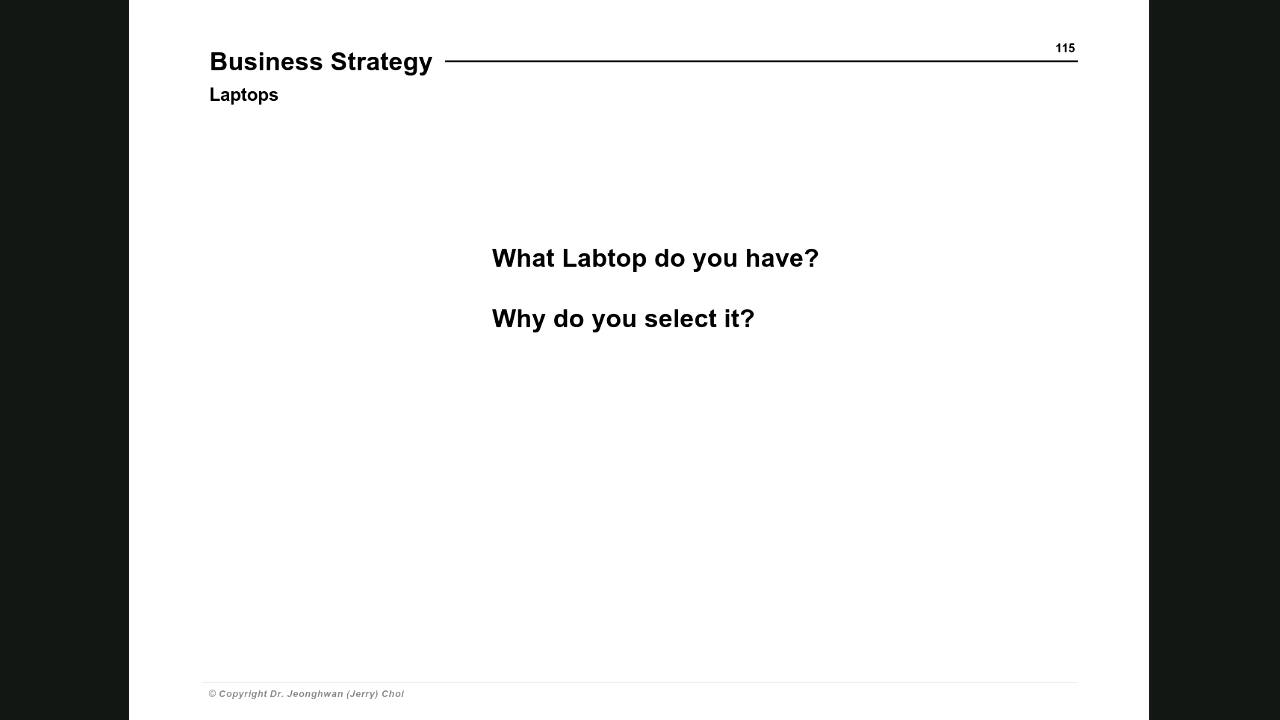 115
Business Strategy
Laptops
What Labtop do you have?
Why do you select it?
© Copyright Dr. Jeonghwan (Jerry) Choi